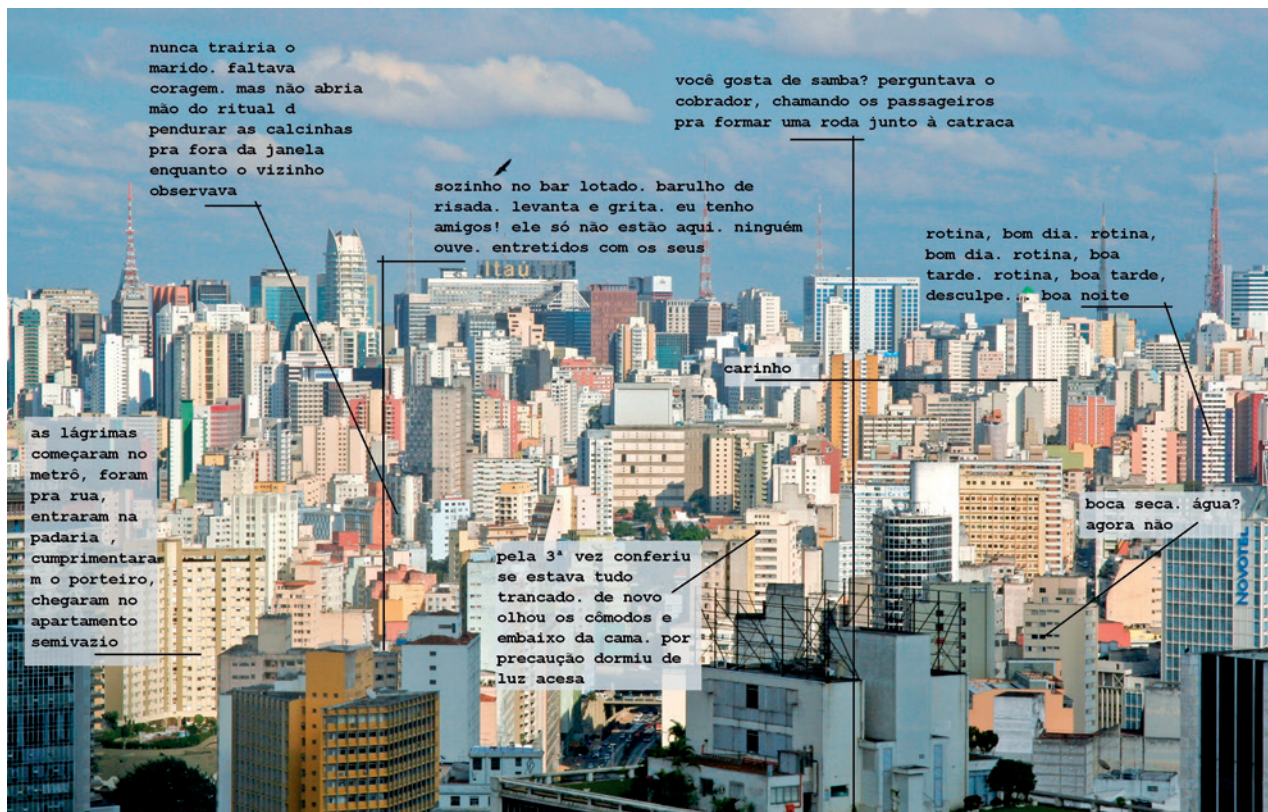 nunca trairia o
marido. faltava
coragem. mas não abria
mão do ritual d
pendurar as calcinhas
pra fora da janela
enquanto o vizinho
observava
você gosta de samba? perguntava o
cobrador, chamando os passageiros
pra formar uma roda junto à catraca
sozinho no bar lotado. barulho de
risada. levanta e grita. eu tenho
amigos! ele só não estão aqui. ninguém
ouve. entretidos com os seus
rotina, bom dia. rotina,
bom dia. rotina, boa
tarde. rotina, boa tarde,
desculpe... boa noite
Itaú
carinho
as lágrimas
começaram no
metrô, foram
pra rua,
entraram na
padaria ,
cumprimentara
m o porteiro,
chegaram no
apartamento
semivazio
pela 3ª vez conferiu
se estava tudo
trancado. de novo
olhou os cômodos e
embaixo da cama. por
precaução dormiu de
luz acesa
boca seca. água?
agora não
NOVOTEL